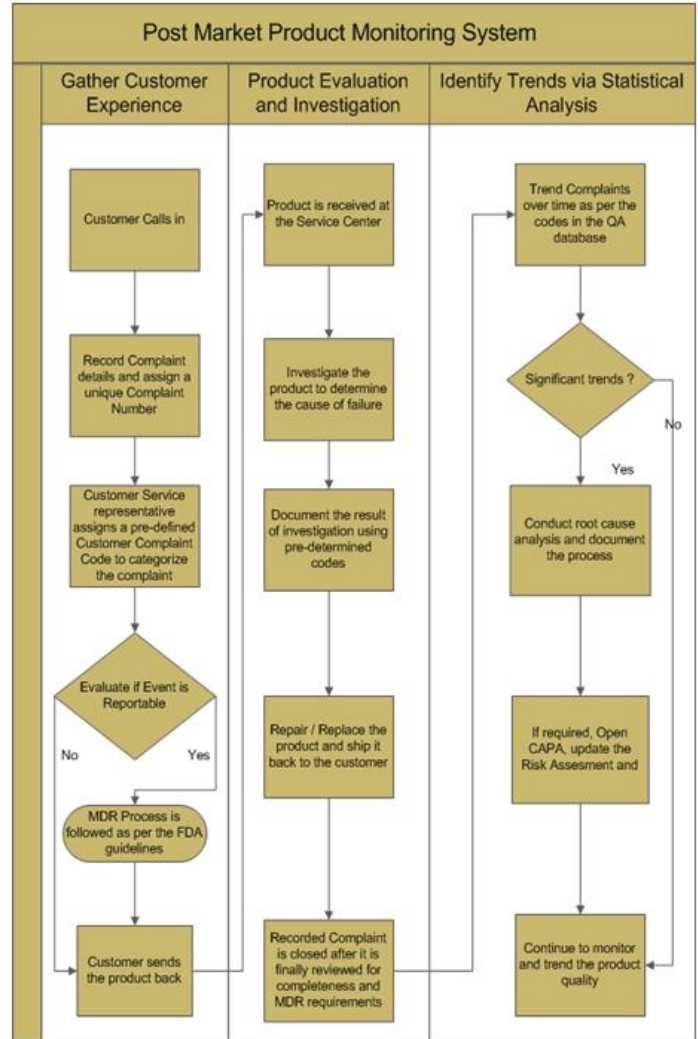 Post Market Product Monitoring System
Gather Customer
Experience
Product Evaluation
and Investigation
Identify Trends via Statistical
Analysis
Customer Calls in
Record Complaint
details and assign a
unique Complaint
Number
Customer Service
representative
assigns a pre-defined
Customer Complaint
Code to categorize
the complaint
Evaluate if Event is
Reportable
No
Yes
MDR Process is
followed as per the FDA
guidelines
Customer sends
the product back
Product is received at
the Service Center
Investigate the
product to determine
the cause of failure
Document the result
of investigation using
pre-determined
codes
Repair / Replace the
product and ship it
back to the customer
Recorded Complaint
is closed after it is
finally reviewed for
completeness and
MDR requirements
Trend Complaints
over time as per the
codes in the QA
database
Significant trends ?
No
Yes
Conduct root cause
analysis and document
the process
If required, Open
CAPA, update the
Risk Assesment and
Continue to monitor
and trend the product
quality